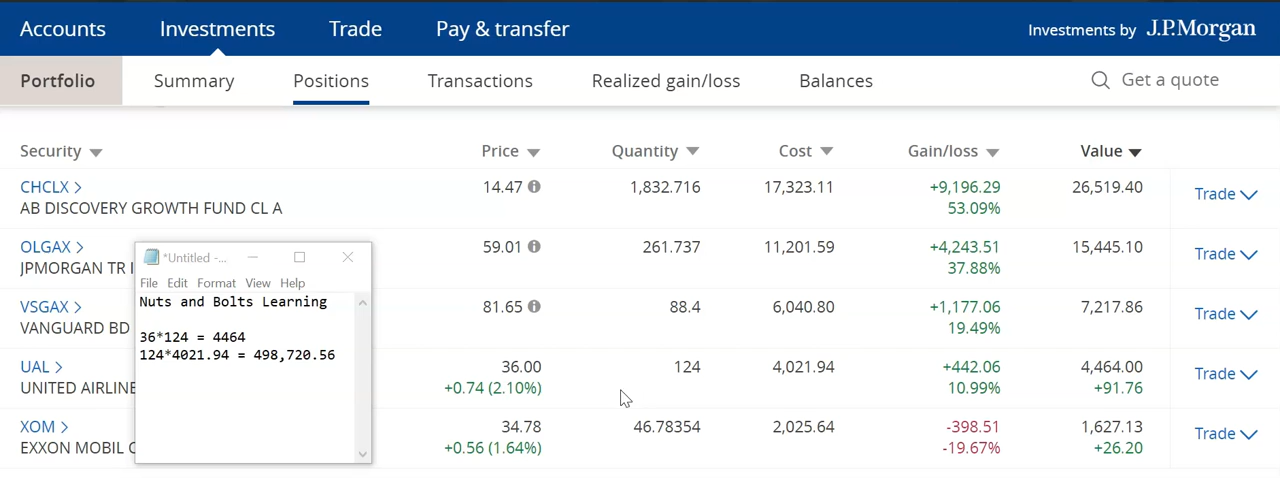 Accounts Investments Trade Pay & transfer Investments by J.P.Morgan
Portfolio Summary Positions Transactions Realized gain/loss Balances Get a quote
Security Price Quantity Cost Gain/loss Value
CHCLX 14.47 1,832.716 17,323.11 +9,196.29 26,519.40 Trade
AB DISCOVERY GROWTH FUND CL A 53.09%
OLGAX 59.01 261.737 11,201.59 +4,243.51 15,445.10 Trade
JPMORGAN TR I 37.88%
VSGAX 81.65 88.4 6,040.80 +1,177.06 7,217.86 Trade
VANGUARD BD 19.49%
UAL 36.00 124 4,021.94 +442.06 4,464.00 Trade
UNITED AIRLINE +0.74 (2.10%) 10.99% +91.76
XOM 34.78 46.78354 2,025.64 -398.51 1,627.13 Trade
EXXON MOBIL C +0.56 (1.64%) -19.67% +26.20
*Untitled -...
File Edit Format View Help
Nuts and Bolts Learning
36*124 = 4464
124*4021.94 = 498,720.56